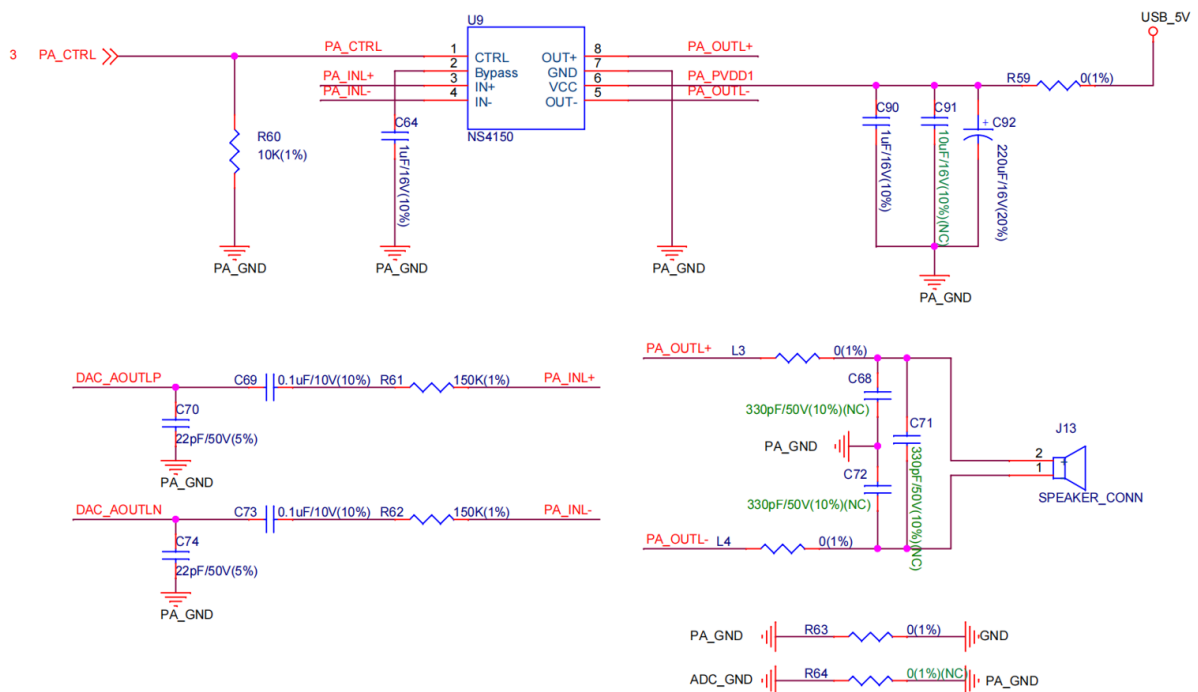 USB_5V
U9
3 PA_CTRL
PA_CTRL
1
CTRL
OUT+
8
PA_OUTL+
2
Bypass
GND
7
PA_INL+
3
IN+
VCC
6
PA_PVDD1
R59
0(1%)
PA_INL-
4
IN-
OUT-
5
PA_OUTL-
NS4150
R60
10K(1%)
C64
1uF/16V(10%)
C90
1uF/16V(10%)
C91
10uF/16V(10%)(NC)
+ C92
220uF/16V(20%)
PA_GND
PA_GND
PA_GND
PA_GND
DAC_AOUTLP
C69
0.1uF/10V(10%)
R61
150K(1%)
PA_INL+
C70
22pF/50V(5%)
PA_GND
DAC_AOUTLN
C73
0.1uF/10V(10%)
R62
150K(1%)
PA_INL-
C74
22pF/50V(5%)
PA_GND
PA_OUTL+
L3
0(1%)
C68
330pF/50V(10%)(NC)
C71
330pF/50V(10%)(NC)
PA_GND
C72
330pF/50V(10%)(NC)
J13
2
1
+
SPEAKER_CONN
PA_OUTL-
L4
0(1%)
PA_GND
R63
0(1%)
GND
ADC_GND
R64
0(1%)(NC)
PA_GND